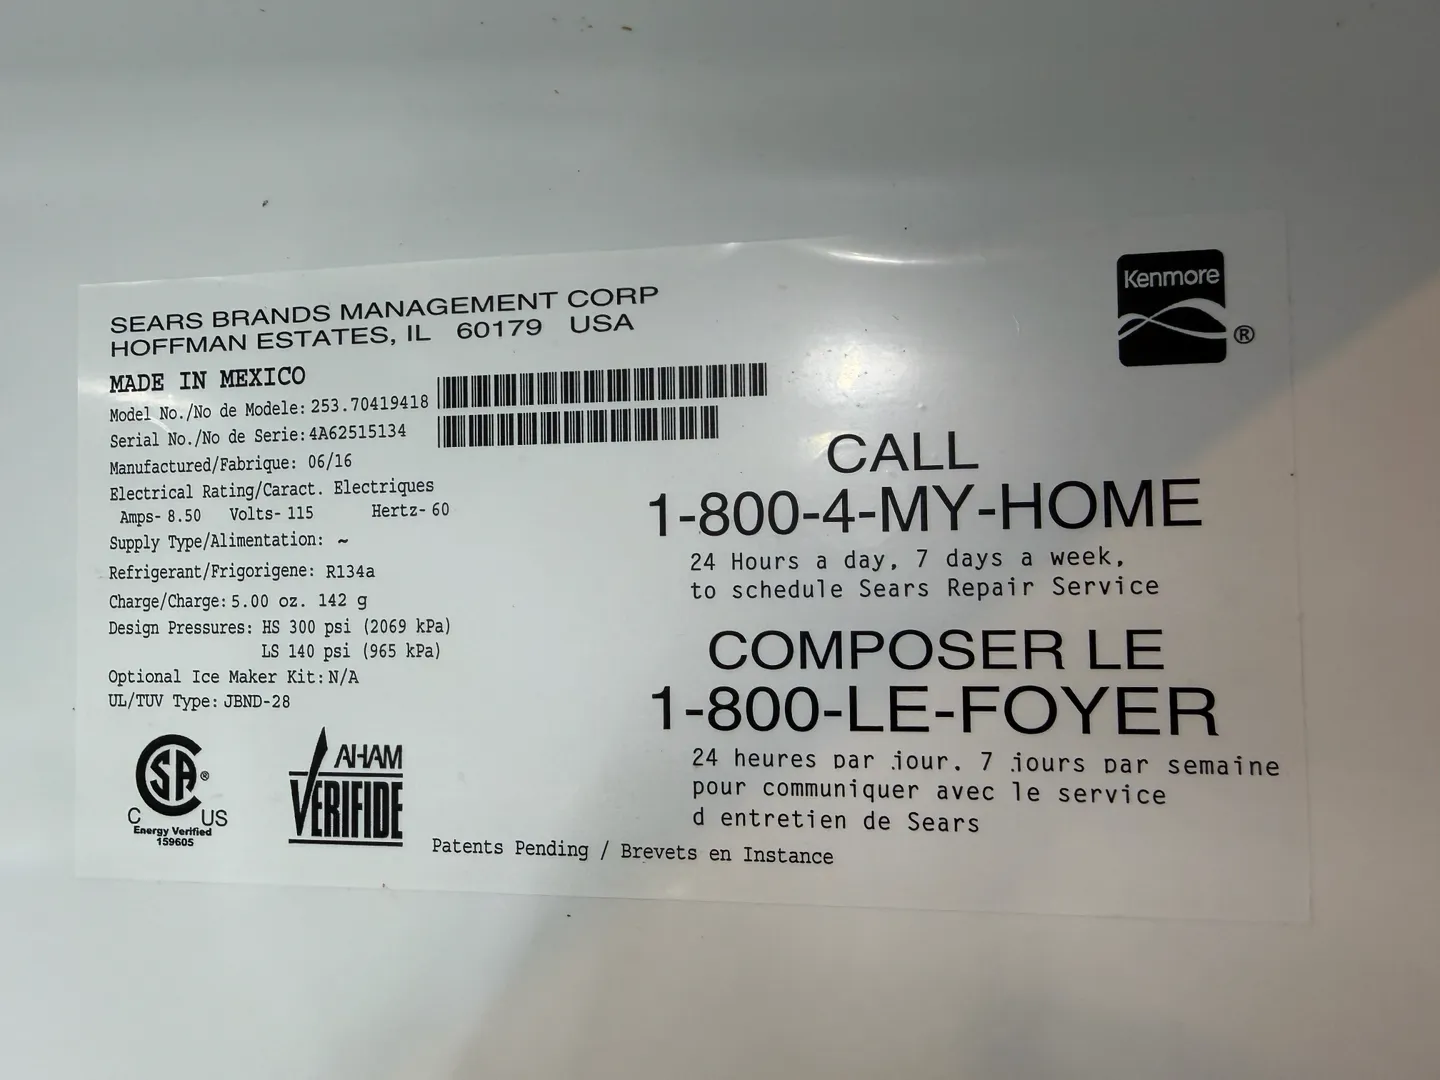 SEARS BRANDS MANAGEMENT CORP
HOFFMAN ESTATES, IL 60179 USA
MADE IN MEXICO
Model No./No de Modele: 253.70419418
Serial No./No de Serie: 4A62515134
Manufactured/Fabrique: 06/16
Electrical Rating/Caract. Electriques
Amps- 8.50 Volts- 115 Hertz- 60
Supply Type/Alimentation: ~
Refrigerant/Frigorigene: R134a
Charge/Charge: 5.00 oz. 142 g
Design Pressures: HS 300 psi (2069 kPa)
LS 140 psi (965 kPa)
Optional Ice Maker Kit: N/A
UL/TUV Type: JBND-28
SA ®
C US
Energy Verified
159605
AHAM
VERIFIDE
Patents Pending / Brevets en Instance
Kenmore
®
CALL
1-800-4-MY-HOME
24 Hours a day, 7 days a week,
to schedule Sears Repair Service
COMPOSER LE
1-800-LE-FOYER
24 heures par jour. 7 jours par semaine
pour communiquer avec le service
d entretien de Sears